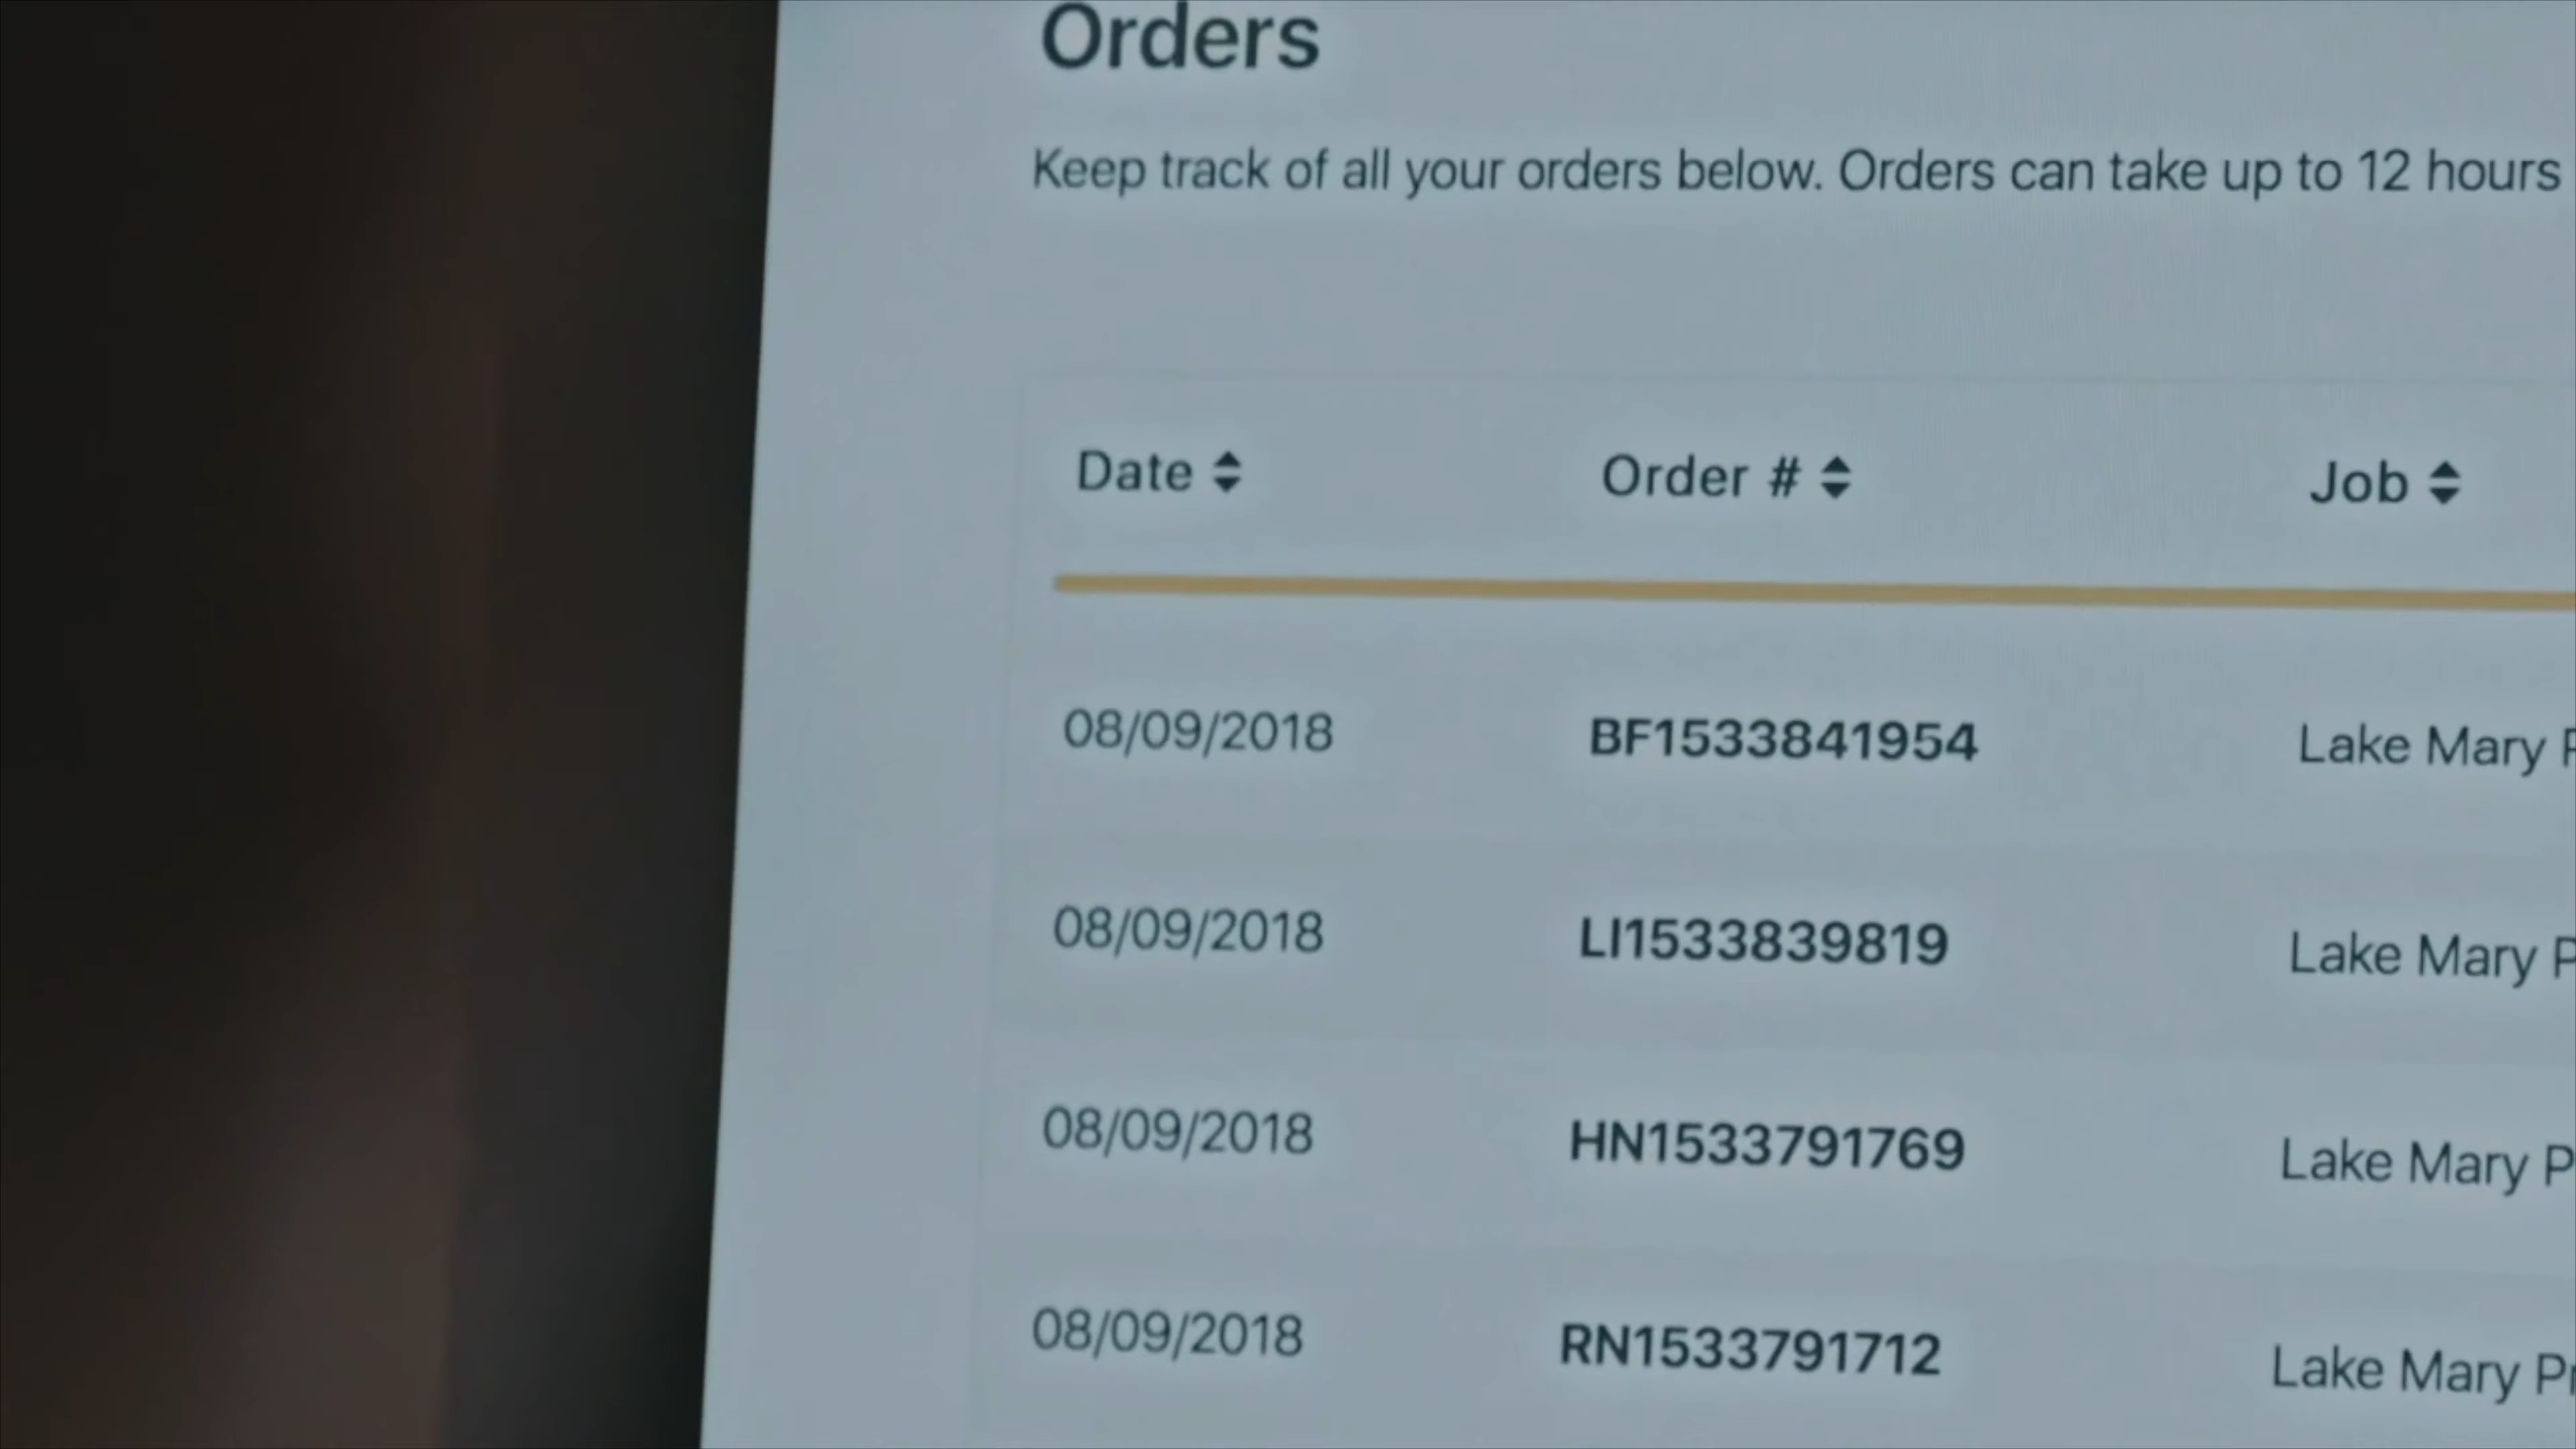 Orders
Keep track of all your orders below. Orders can take up to 12 hours
Date Order # Job
08/09/2018 BF1533841954 Lake Mary
08/09/2018 LI1533839819 Lake Mary P
08/09/2018 HN1533791769 Lake Mary P
08/09/2018 RN1533791712 Lake Mary Pr